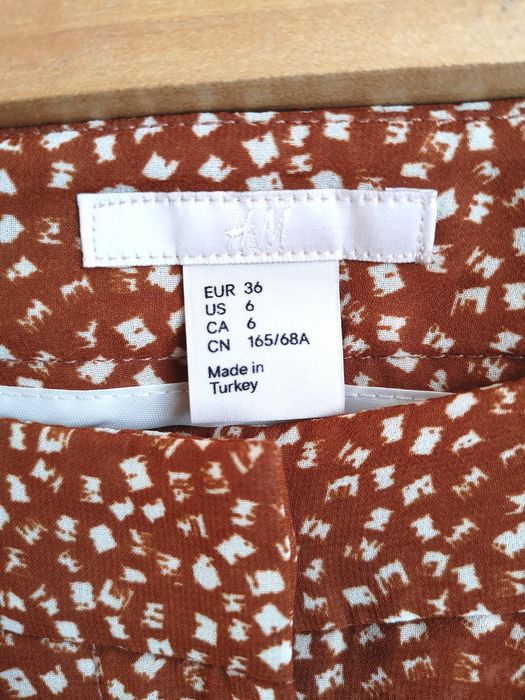 H&M
EUR 36
US 6
CA 6
CN 165/68A
Made in
Turkey